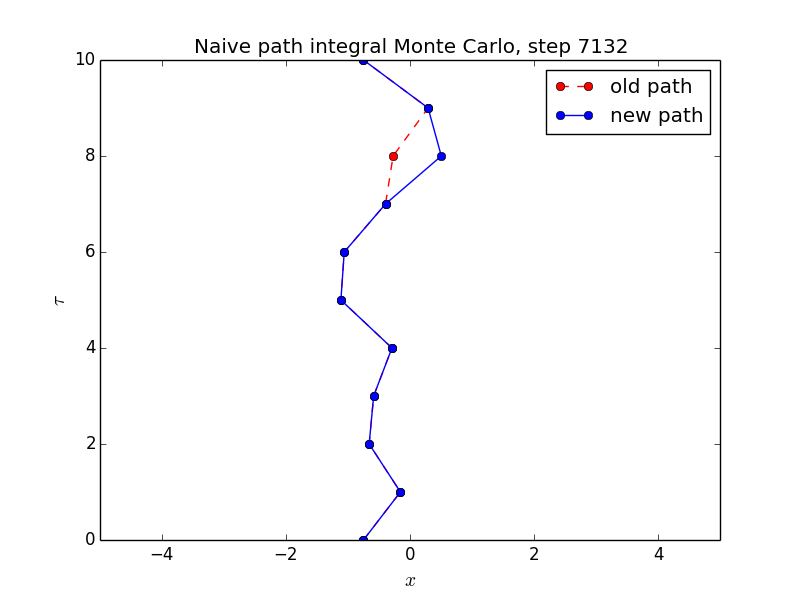 Naive path integral Monte Carlo, step 7132
old path
new path
10
8
6
4
2
0
τ
−4
−2
0
2
4
x